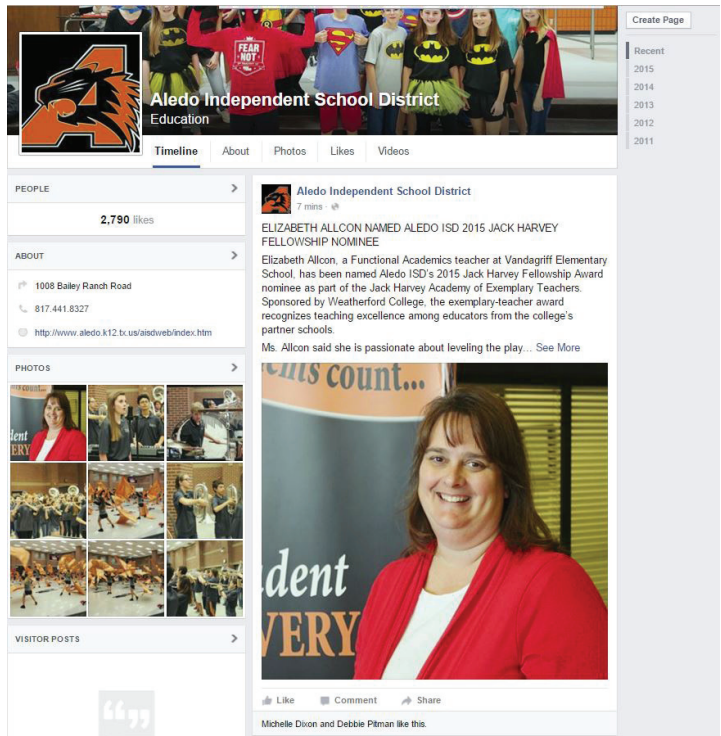 FEAR
NOT
Aledo Independent School District
Education
Timeline About Photos Likes Videos
Create Page
Recent
2015
2014
2013
2012
2011
PEOPLE
2,790 likes
ABOUT
1008 Bailey Ranch Road
817.441.8327
http://www.aledo.k12.tx.us/aisdweb/index.htm
PHOTOS
VISITOR POSTS
Aledo Independent School District
7 mins ·
ELIZABETH ALLCON NAMED ALEDO ISD 2015 JACK HARVEY
FELLOWSHIP NOMINEE
Elizabeth Allcon, a Functional Academics teacher at Vandagriff Elementary
School, has been named Aledo ISD's 2015 Jack Harvey Fellowship Award
nominee as part of the Jack Harvey Academy of Exemplary Teachers.
Sponsored by Weatherford College, the exemplary-teacher award
recognizes teaching excellence among educators from the college's
partner schools.
Ms. Allcon said she is passionate about leveling the play... See More
ents count...
dent
VERY
Like Comment Share
Michelle Dixon and Debbie Pitman like this.